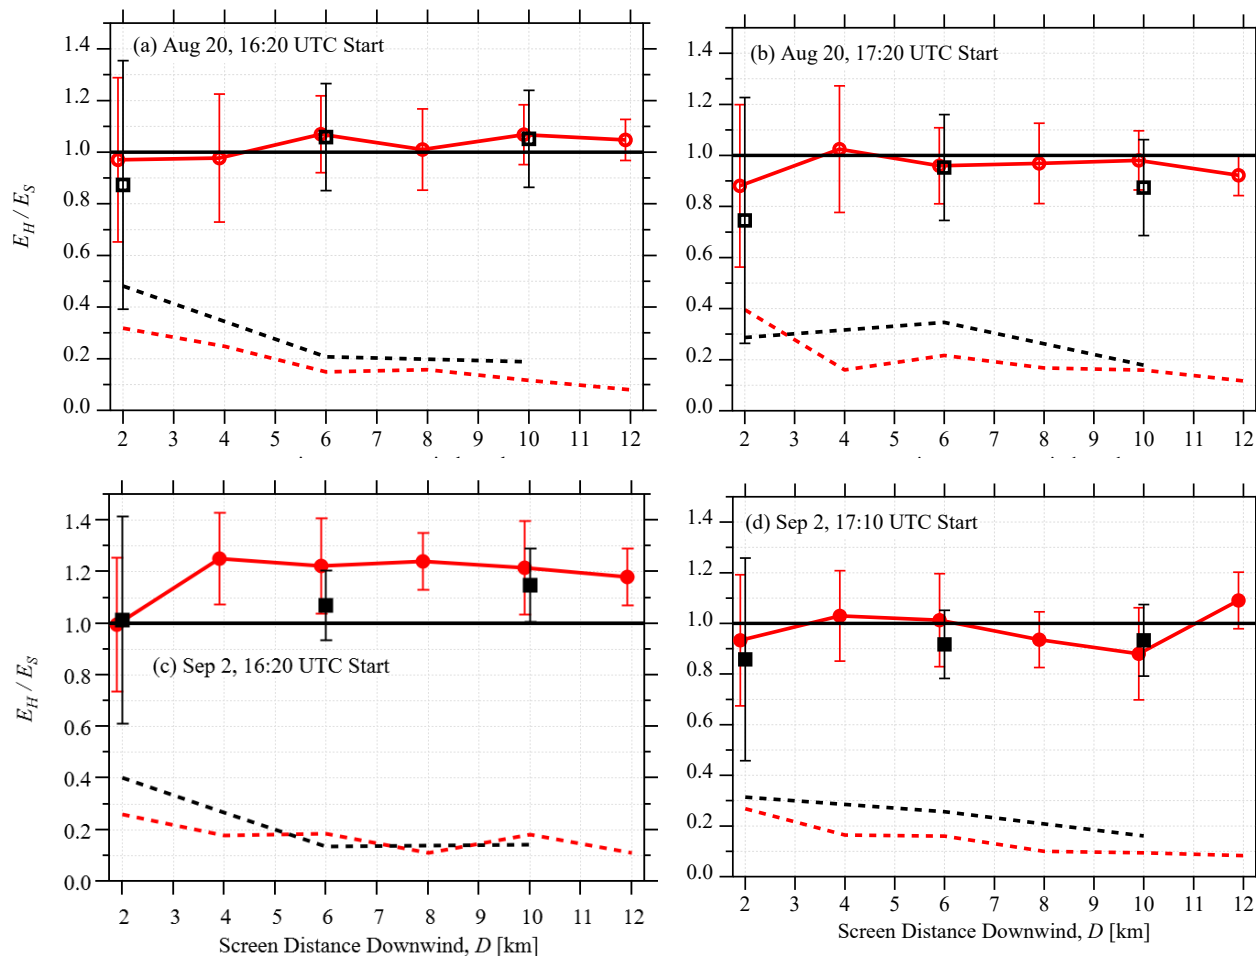 (a) Aug 20, 16:20 UTC Start
1.4
1.2
1.0
0.8
0.6
0.4
0.2
0.0
E_H / E_S
2 3 4 5 6 7 8 9 10 11 12
(b) Aug 20, 17:20 UTC Start
1.4
1.2
1.0
0.8
0.6
0.4
0.2
0.0
2 3 4 5 6 7 8 9 10 11 12
(c) Sep 2, 16:20 UTC Start
1.4
1.2
1.0
0.8
0.6
0.4
0.2
0.0
E_H / E_S
2 3 4 5 6 7 8 9 10 11 12
Screen Distance Downwind, D [km]
(d) Sep 2, 17:10 UTC Start
1.4
1.2
1.0
0.8
0.6
0.4
0.2
0.0
2 3 4 5 6 7 8 9 10 11 12
Screen Distance Downwind, D [km]